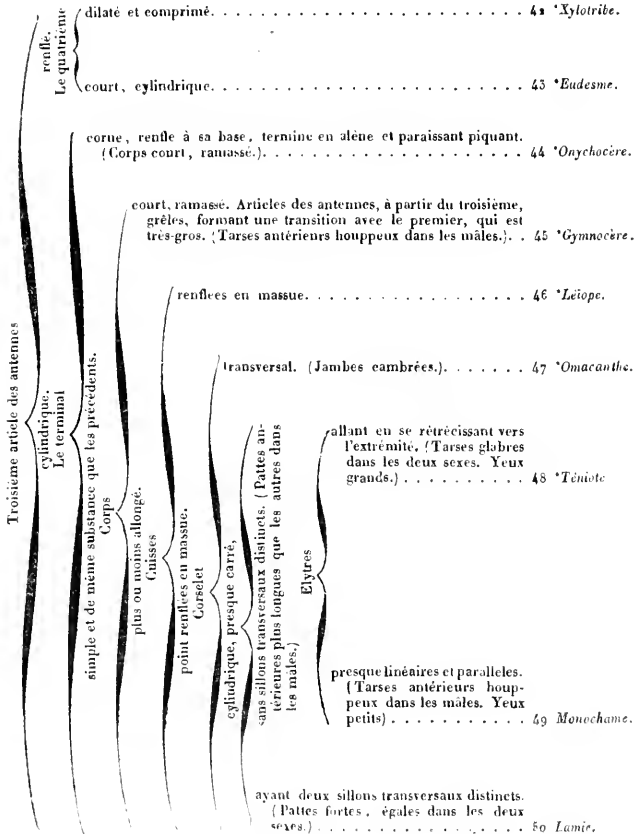 Troisième article des antennes
renflé.
Le quatrième
dilaté et comprimé. . . . . . . . . . . . . . . . . . . . 42 *Xylotribe.
court, cylindrique. . . . . . . . . . . . . . . . . . . . 43 *Eudesme.
cylindrique.
Le terminal
corné, renflé à sa base, terminé en alène et paraissant piquant.
(Corps court, ramassé.). . . . . . . . . . . . . . . . . 44 *Onychocère.
simple et de même substance que les précédents.
Corps
court, ramassé. Articles des antennes, à partir du troisième,
grêles, formant une transition avec le premier, qui est
très-gros. (Tarses antérieurs houppeux dans les mâles.). . 45 *Gymnocère.
plus ou moins allongé.
Cuisses
renflées en massue. . . . . . . . . . . . . . . . . . 46 *Léiope.
point renflées en massue.
Corselet
transversal. (Jambes cambrées.). . . . . . . 47 *Omacanthe.
cylindrique, presque carré,
sans sillons transversaux distincts. (Pattes an-
térieures plus longues que les autres dans
les mâles.)
Elytres
allant en se rétrécissant vers
l'extrémité. (Tarses glabres
dans les deux sexes. Yeux
grands.) . . . . . . . . . . 48 *Téniote
presque linéaires et parallèles.
(Tarses antérieurs houp-
peux dans les mâles. Yeux
petits) . . . . . . . . . . . 49 Monochame.
ayant deux sillons transversaux distincts.
(Pattes fortes, égales dans les deux
sexes.) . . . . . . . . . . . . . . . . . 50 Lamie.